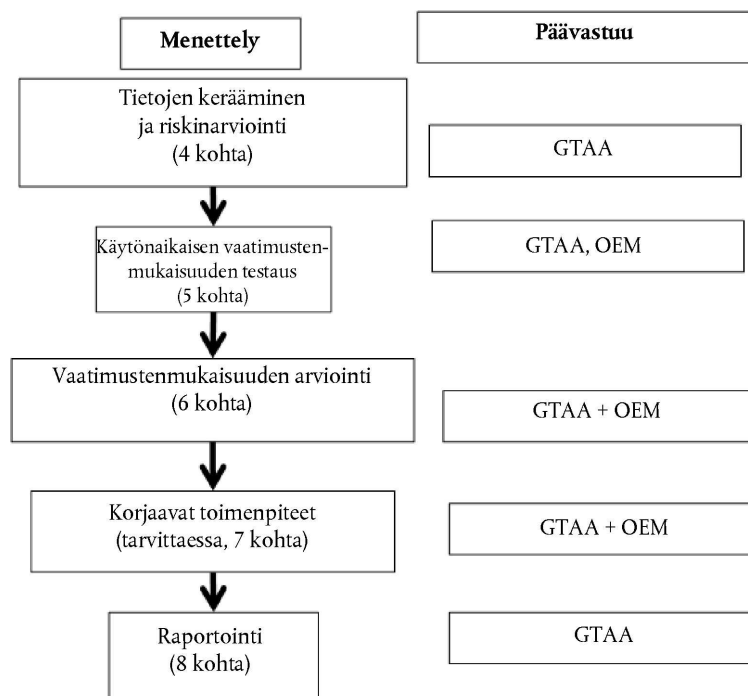 Menettely
Päävastuu
Tietojen kerääminen
ja riskinarviointi
(4 kohta)
GTAA
Käytönaikaisen vaatimusten-
mukaisuuden testaus
(5 kohta)
GTAA, OEM
Vaatimustenmukaisuuden arviointi
(6 kohta)
GTAA + OEM
Korjaavat toimenpiteet
(tarvittaessa, 7 kohta)
GTAA + OEM
Raportointi
(8 kohta)
GTAA